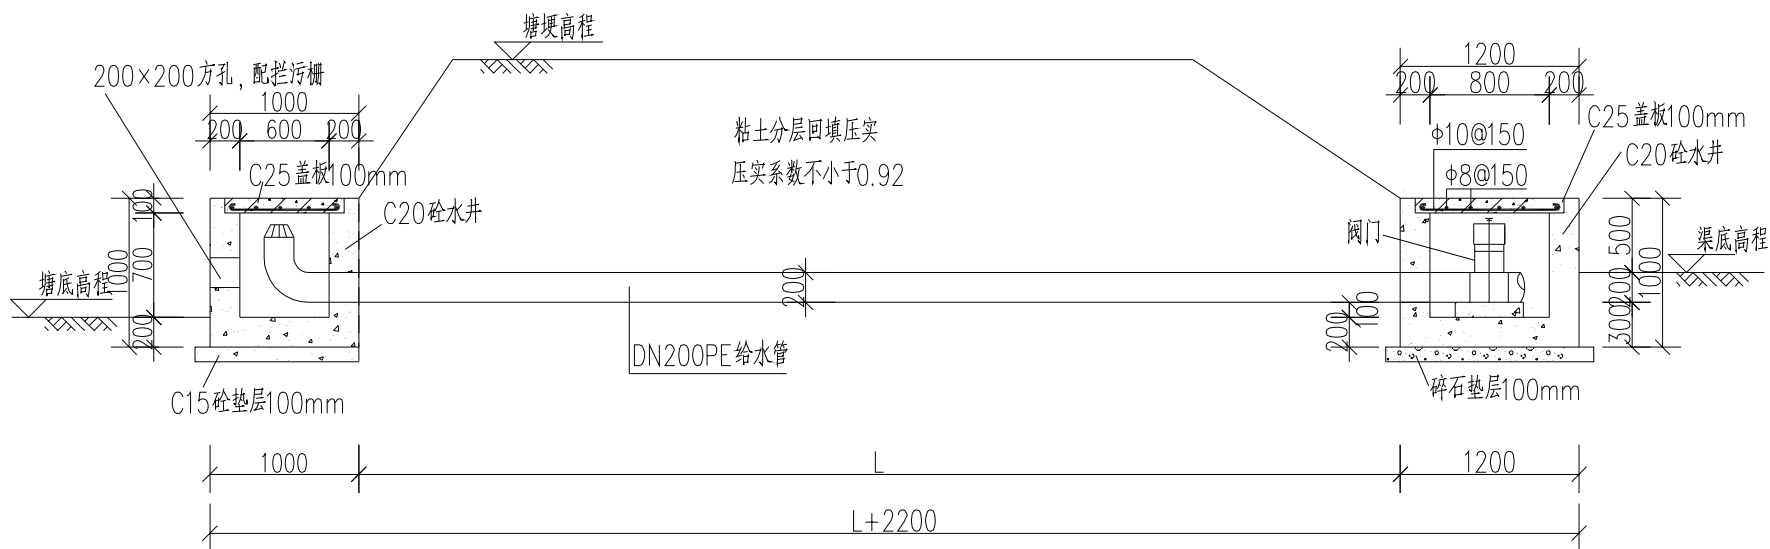 塘埂高程
1200
200×200方孔，配拦污栅
200
800
200
1000
200
600
200
C25盖板100mm
粘土分层回填压实
φ10@150
C20砼水井
压实系数不小于0.92
C25盖板100mm
φ8@150
C20砼水井
阀门
渠底高程
100
700
200
1000
塘底高程
200
100
200
500
200
300
1000
DN200PE给水管
C15砼垫层100mm
碎石垫层100mm
1000
L
1200
L+2200